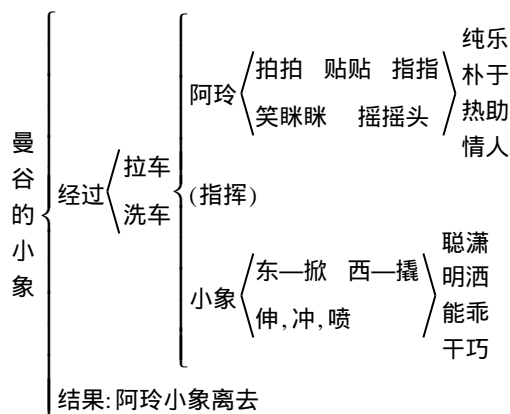 曼谷的小象
经过
拉车
洗车
阿玲
拍拍 贴贴 指指
笑眯眯 摇摇头
纯乐
朴于
热助
情人
(指挥)
小象
东—掀 西—撬
伸,冲,喷
聪潇
明洒
能乖
干巧
结果:阿玲小象离去